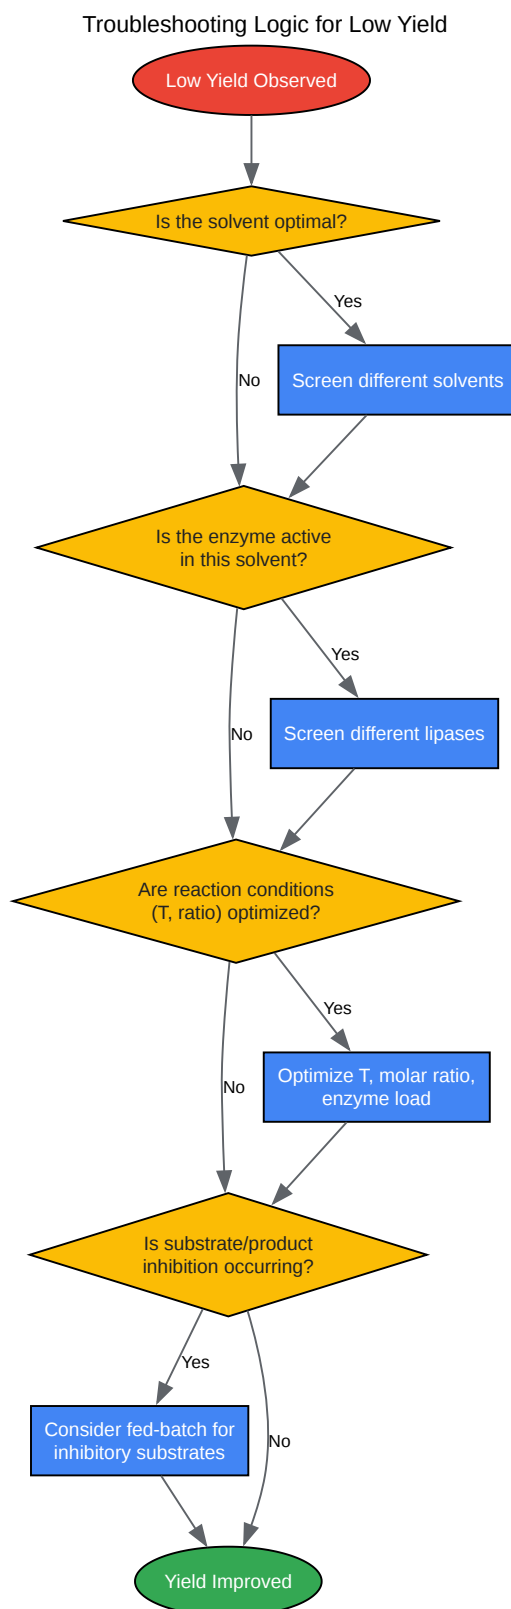 Troubleshooting Logic for Low Yield
Low Yield Observed
Is the solvent optimal?
Yes
Screen different solvents
No
Is the enzyme active
in this solvent?
Yes
Screen different lipases
No
Are reaction conditions
(T, ratio) optimized?
Yes
Optimize T, molar ratio,
enzyme load
No
Is substrate/product
inhibition occurring?
Yes
Consider fed-batch for
inhibitory substrates
No
Yield Improved